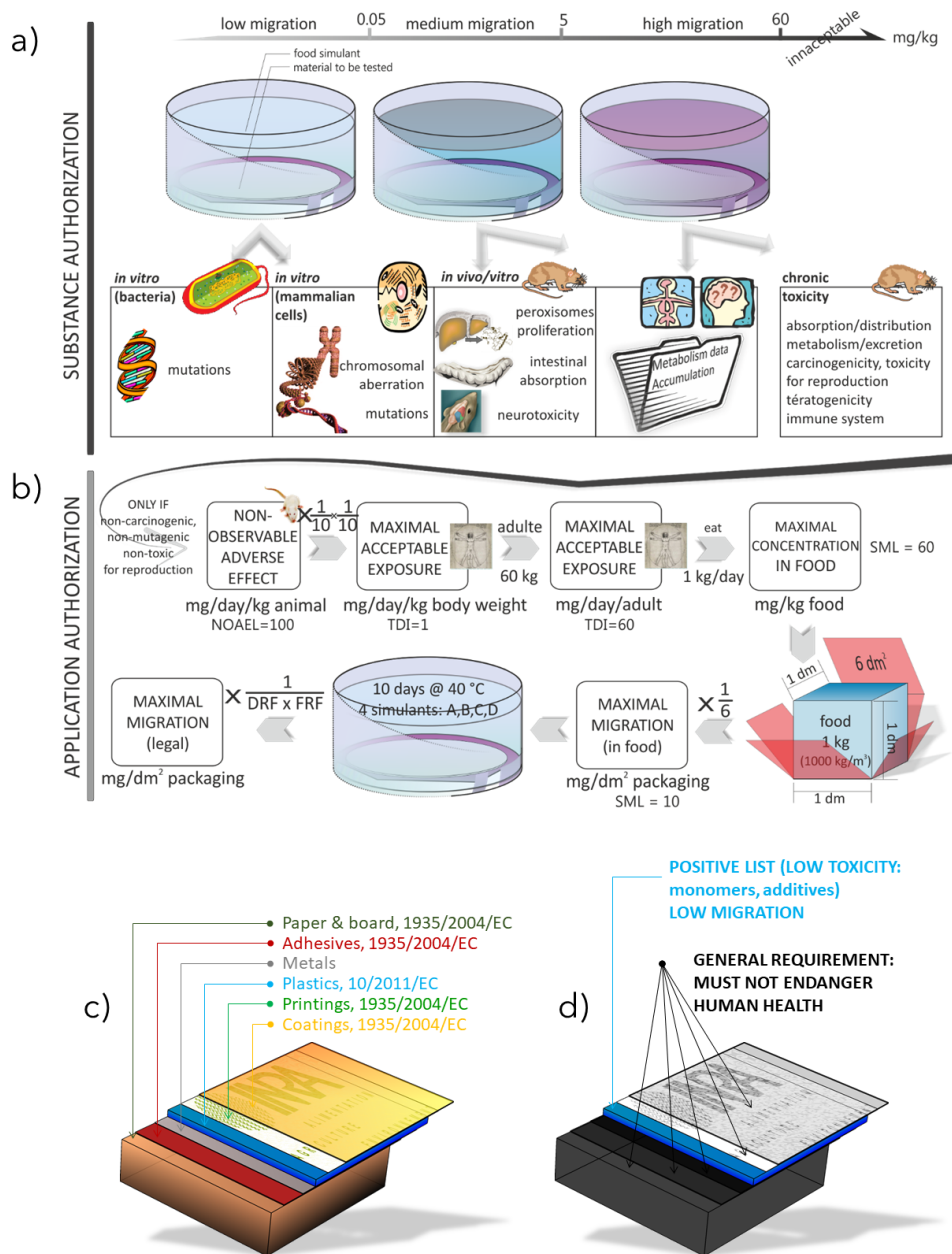 a)
low migration
0.05
medium migration
5
high migration
60
innaceptable
mg/kg
food simulant
material to be tested
SUBSTANCE AUTHORIZATION
in vitro
(bacteria)
mutations
in vitro
(mammalian
cells)
chromosomal
aberration
mutations
in vivo/vitro
peroxisomes
proliferation
intestinal
absorption
neurotoxicity
Metabolism data
Accumulation
chronic
toxicity
absorption/distribution
metabolism/excretion
carcinogenicity, toxicity
for reproduction
tératogenicity
immune system
b)
APPLICATION AUTHORIZATION
ONLY IF
non-carcinogenic,
non-mutagenic
non-toxic
for reproduction
NON-
OBSERVABLE
ADVERSE
EFFECT
mg/day/kg animal
NOAEL=100
× 1/10 × 1/10
MAXIMAL
ACCEPTABLE
EXPOSURE
mg/day/kg body weight
TDI=1
adulte
60 kg
MAXIMAL
ACCEPTABLE
EXPOSURE
mg/day/adult
TDI=60
eat
1 kg/day
MAXIMAL
CONCENTRATION
IN FOOD
mg/kg food
SML = 60
6 dm²
1 dm
food
1 kg
(1000 kg/m³)
1 dm
1 dm
× 1/6
MAXIMAL
MIGRATION
(in food)
mg/dm² packaging
SML = 10
10 days @ 40 °C
4 simulants: A,B,C,D
× 1/DRF x FRF
MAXIMAL
MIGRATION
(legal)
mg/dm² packaging
c)
Paper & board, 1935/2004/EC
Adhesives, 1935/2004/EC
Metals
Plastics, 10/2011/EC
Printings, 1935/2004/EC
Coatings, 1935/2004/EC
INRA
d)
POSITIVE LIST (LOW TOXICITY:
monomers, additives)
LOW MIGRATION
GENERAL REQUIREMENT:
MUST NOT ENDANGER
HUMAN HEALTH
INRA